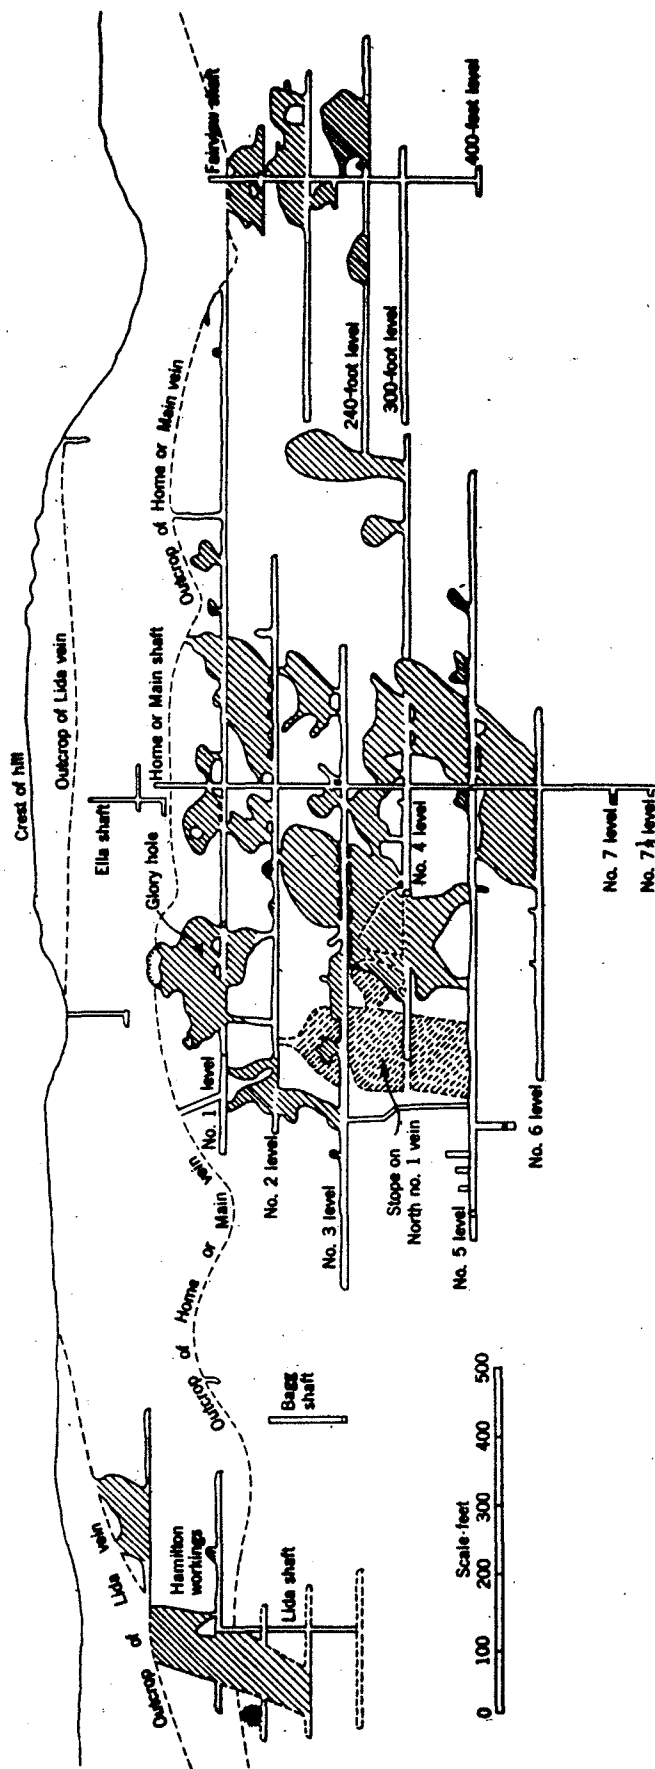 Crest of hill
Outcrop of Lida vein
Ella shaft
Home or Main shaft
Glory hole
Outcrop of Home or Main vein
Fairview shaft
240-foot level
300-foot level
400-foot level
No. 1 level
No. 2 level
No. 3 level
No. 4 level
Stope on
North no. 1 vein
No. 5 level
No. 6 level
No. 7 level
No. 7½ level
Outcrop of Home or Main vein
Outcrop of Lida vein
Hamilton
workings
Lida shaft
Bagg
shaft
Scale-feet
0 100 200 300 400 500